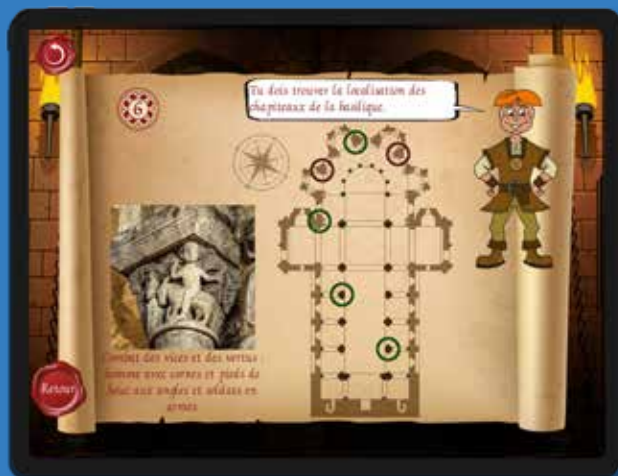 Tu dois trouver la localisation des
chapiteaux de la basilique.
6
Combat des vices et des vertus :
homme avec cornes et pieds de
bouc aux angles et soldats en
armes
Retour